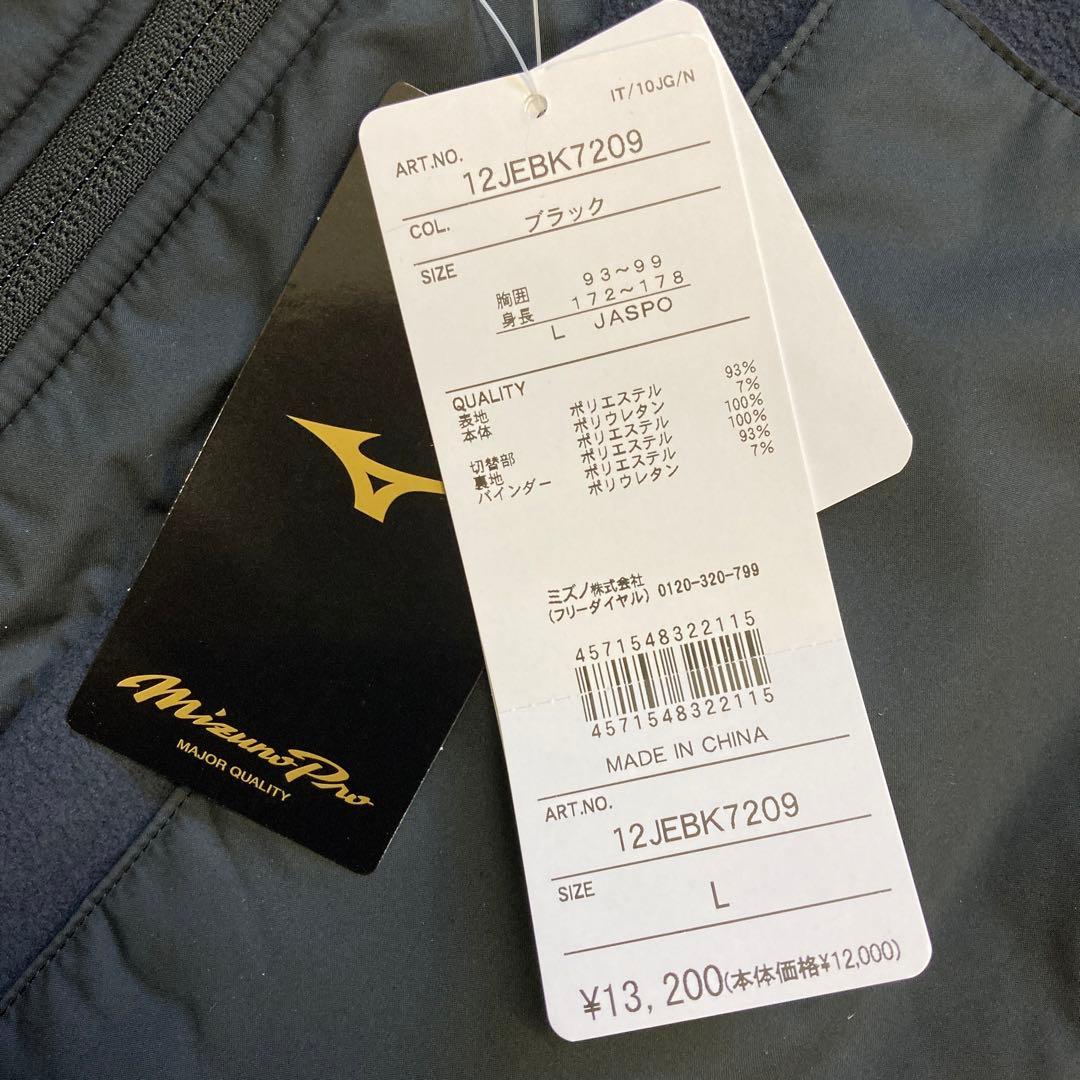 IT/10JG/N
ART.NO.
12JEBK7209
COL.
ブラック
SIZE
胸囲 93～99
身長 172～178
L JASPO
QUALITY
表地 ポリエステル 93%
本体 ポリウレタン 7%
ポリエステル 100%
切替部 ポリエステル 100%
裏地 ポリエステル 93%
バインダー ポリウレタン 7%
ミズノ株式会社
(フリーダイヤル) 0120-320-799
4571548322115
4571548322115
MADE IN CHINA
ART.NO.
12JEBK7209
SIZE
L
¥13,200(本体価格¥12,000)
Mizuno Pro
MAJOR QUALITY